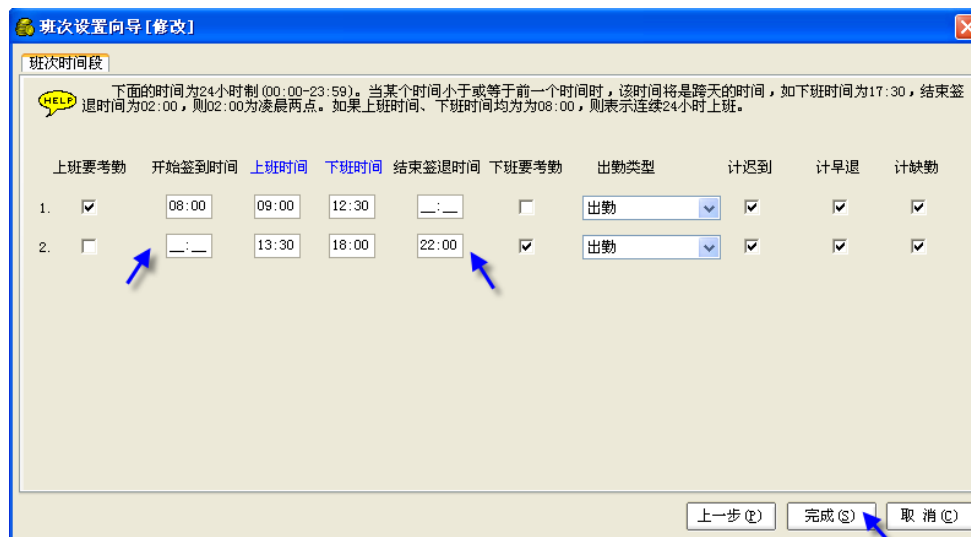 班次设置向导[修改]
班次时间段
HELP
下面的时间为24小时制(00:00-23:59)。当某个时间小于或等于前一个时间时，该时间将是跨天的时间，如下班时间为17:30，结束签
退时间为02:00，则02:00为凌晨两点。如果上班时间、下班时间均为为08:00，则表示连续24小时上班。
上班要考勤 开始签到时间 上班时间 下班时间 结束签退时间 下班要考勤 出勤类型 计迟到 计早退 计缺勤
1. 08:00 09:00 12:30 __:__ 出勤
2. __:__ 13:30 18:00 22:00 出勤
上一步(P) 完成(S) 取 消(C)